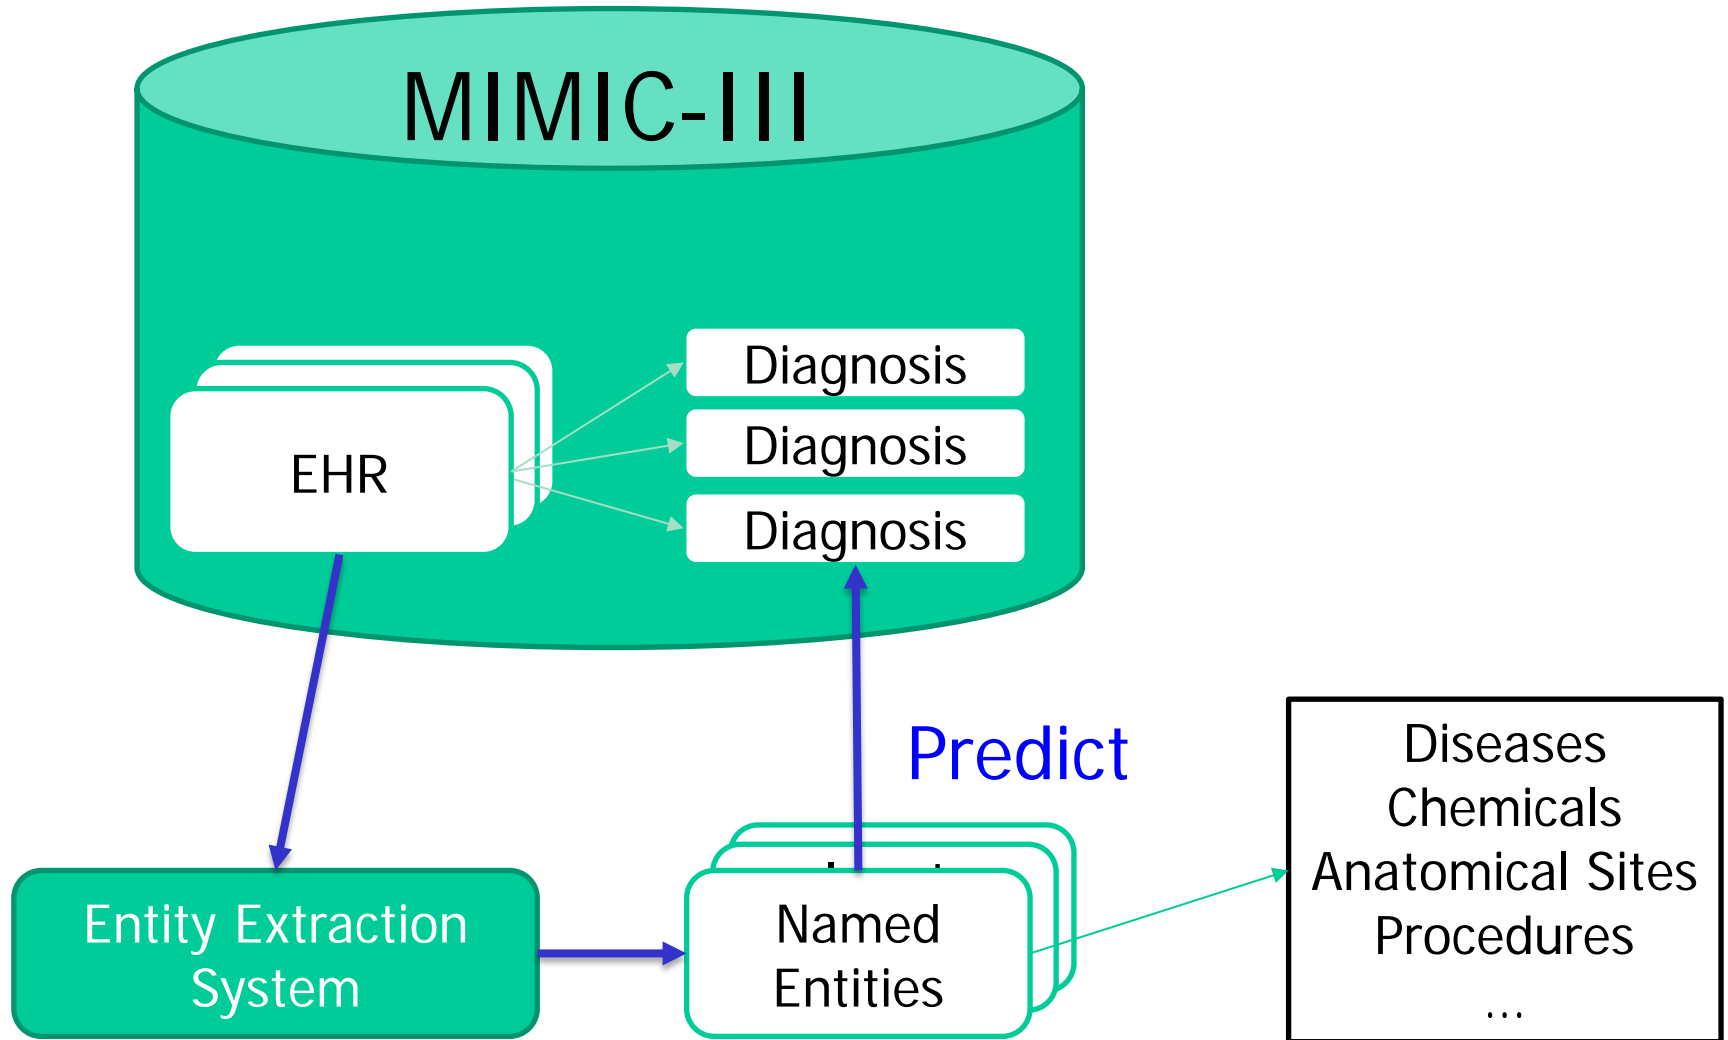 MIMIC-III
EHR
Diagnosis
Diagnosis
Diagnosis
Predict
Entity Extraction
System
Named
Entities
Diseases
Chemicals
Anatomical Sites
Procedures
…